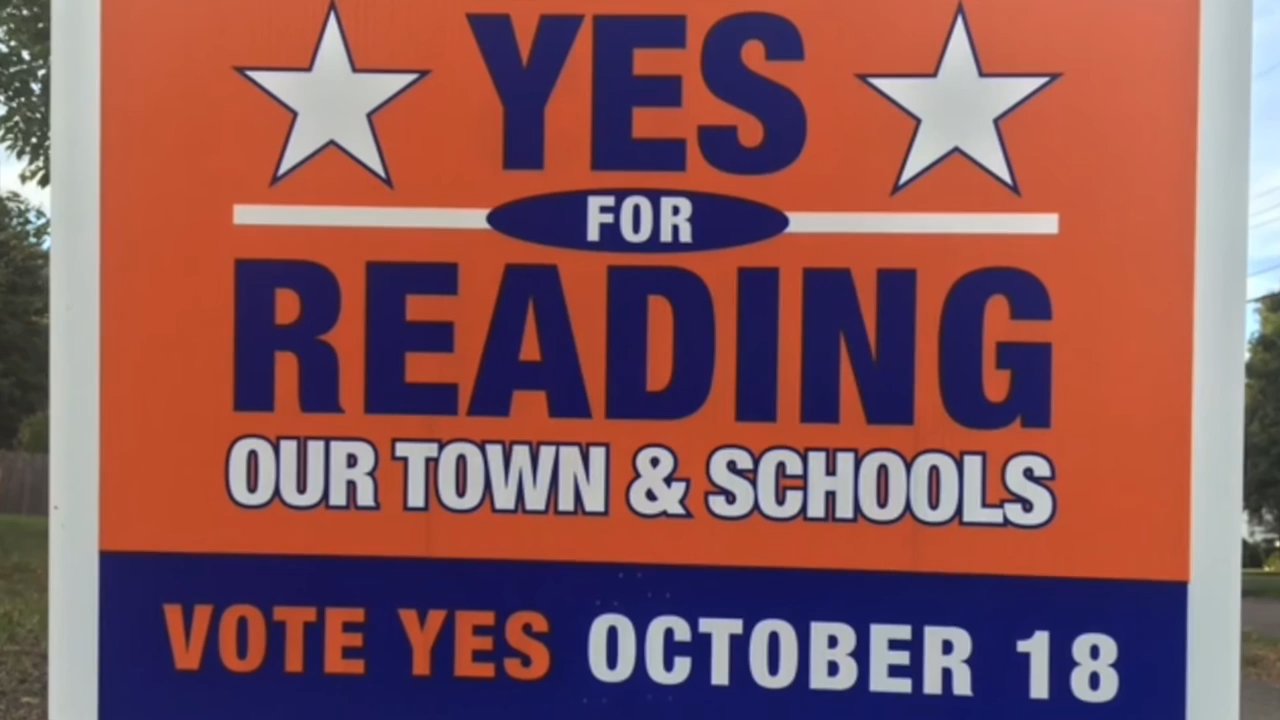 YES
FOR
READING
OUR TOWN & SCHOOLS
VOTE YES OCTOBER 18